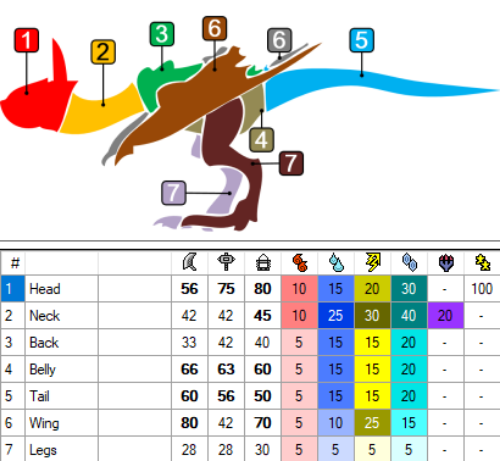 1
2
3
6
6
5
4
7
7
#
1 Head 56 75 80 10 15 20 30 - 100
2 Neck 42 42 45 10 25 30 40 20 -
3 Back 33 42 40 5 15 15 20 - -
4 Belly 66 63 60 5 15 15 20 - -
5 Tail 60 56 50 5 15 15 20 - -
6 Wing 80 42 70 5 10 25 15 - -
7 Legs 28 28 30 5 5 5 5 - -